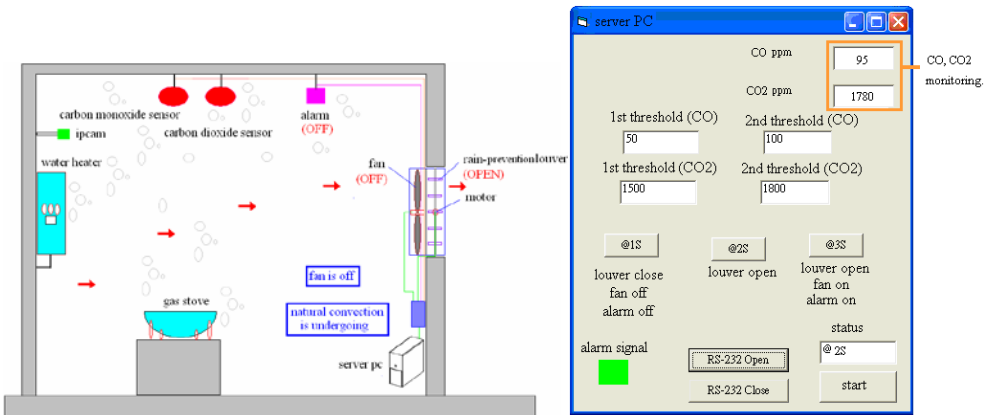 carbon monoxide sensor
carbon dioxide sensor
alarm
(OFF)
ipcam
water heater
fan
(OFF)
rain-prevention louver
(OPEN)
motor
fan is off
natural convection
is undergoing
gas stove
server pc
server PC
CO ppm
95
CO2 ppm
1780
CO, CO2
monitoring.
1st threshold (CO)
2nd threshold (CO)
50
100
1st threshold (CO2)
2nd threshold (CO2)
1500
1800
@1S
@2S
@3S
louver close
fan off
alarm off
louver open
louver open
fan on
alarm on
status
@ 2S
alarm signal
RS-232 Open
RS-232 Close
start